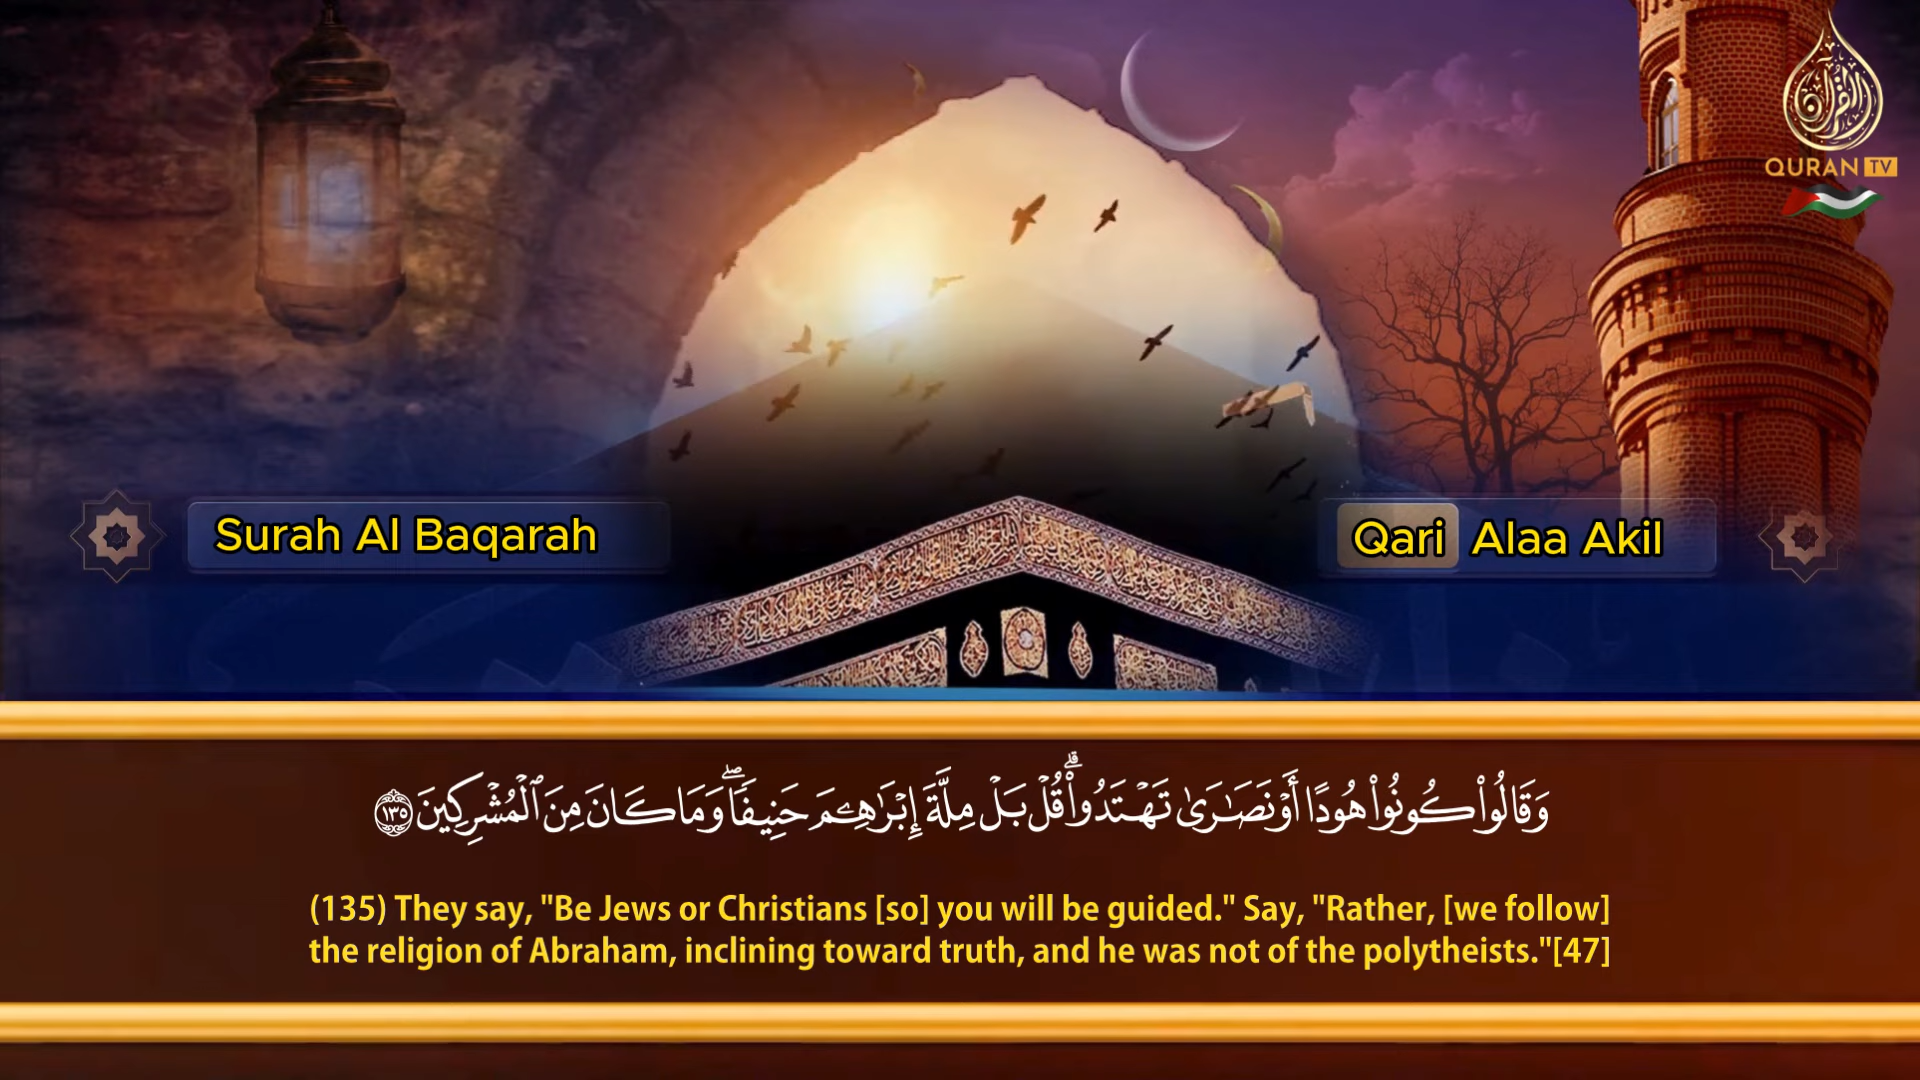 القرآن
QURAN TV
Surah Al Baqarah
Qari Alaa Akil
وَقَالُوا۟ كُونُوا۟ هُودًا أَوْ نَصَـٰرَىٰ تَهْتَدُوا۟ ۗ قُلْ بَلْ مِلَّةَ إِبْرَٰهِـۧمَ حَنِيفًا ۖ وَمَا كَانَ مِنَ ٱلْمُشْرِكِينَ ١٣٥
(135) They say, "Be Jews or Christians [so] you will be guided." Say, "Rather, [we follow]
the religion of Abraham, inclining toward truth, and he was not of the polytheists."[47]